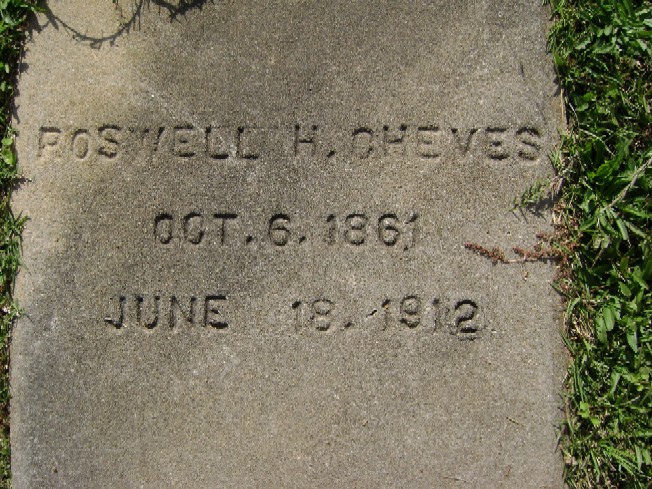 ROSWELL H. CHEVES
OCT. 6. 1861
JUNE 18. 1912